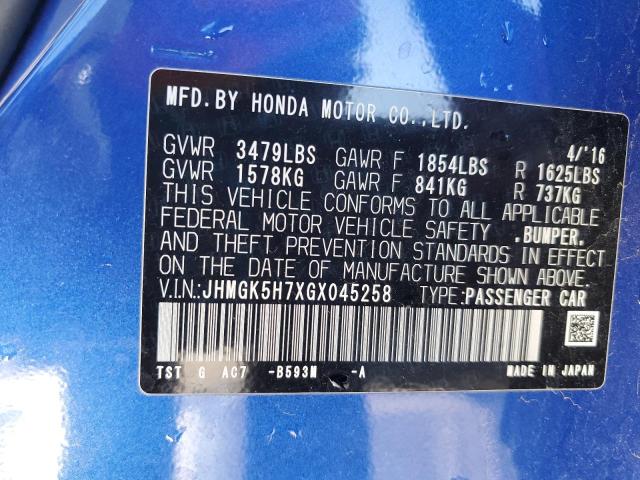 MFD.BY HONDA MOTOR CO.,LTD.
4/'16
GVWR 3479LBS GAWR F 1854LBS R 1625LBS
GVWR 1578KG GAWR F 841KG R 737KG
THIS VEHICLE CONFORMS TO ALL APPLICABLE
FEDERAL MOTOR VEHICLE SAFETY ,BUMPER,
AND THEFT PREVENTION STANDARDS IN EFFECT
ON THE DATE OF MANUFACTURE SHOWN ABOVE.
V.I.N:JHMGK5H7XGX045258 TYPE:PASSENGER CAR
TST G AC7 -B593M -A MADE IN JAPAN